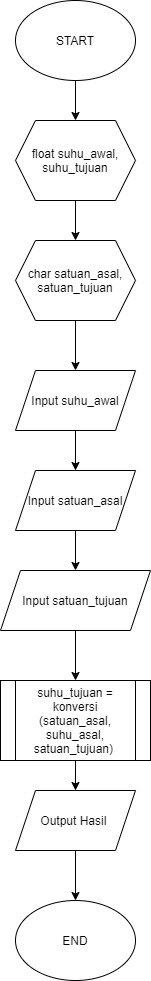 START
float suhu_awal,
suhu_tujuan
char satuan_asal,
satuan_tujuan
Input suhu_awal
Input satuan_asal
Input satuan_tujuan
suhu_tujuan =
konversi
(satuan_asal,
suhu_asal,
satuan_tujuan)
Output Hasil
END